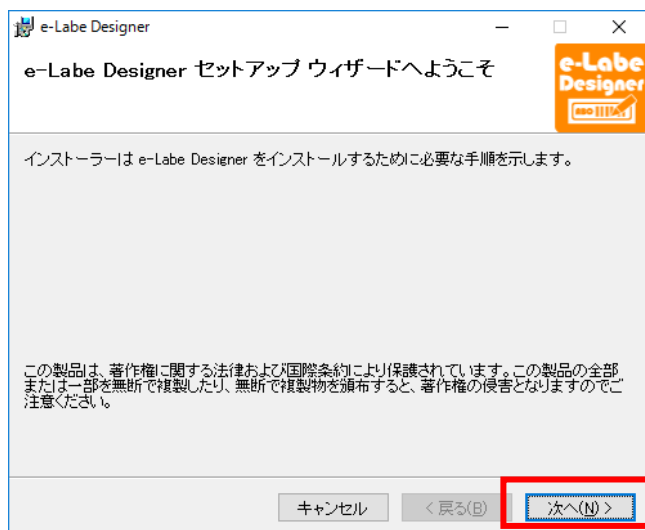 e-Labe Designer
e-Labe Designer セットアップ ウィザードへようこそ
e-Labe
Designer
ABC
インストーラーは e-Labe Designer をインストールするために必要な手順を示します。
この製品は、著作権に関する法律および国際条約により保護されています。この製品の全部
または一部を無断で複製したり、無断で複製物を頒布すると、著作権の侵害となりますのでご
注意ください。
キャンセル
< 戻る(B)
次へ(N) >